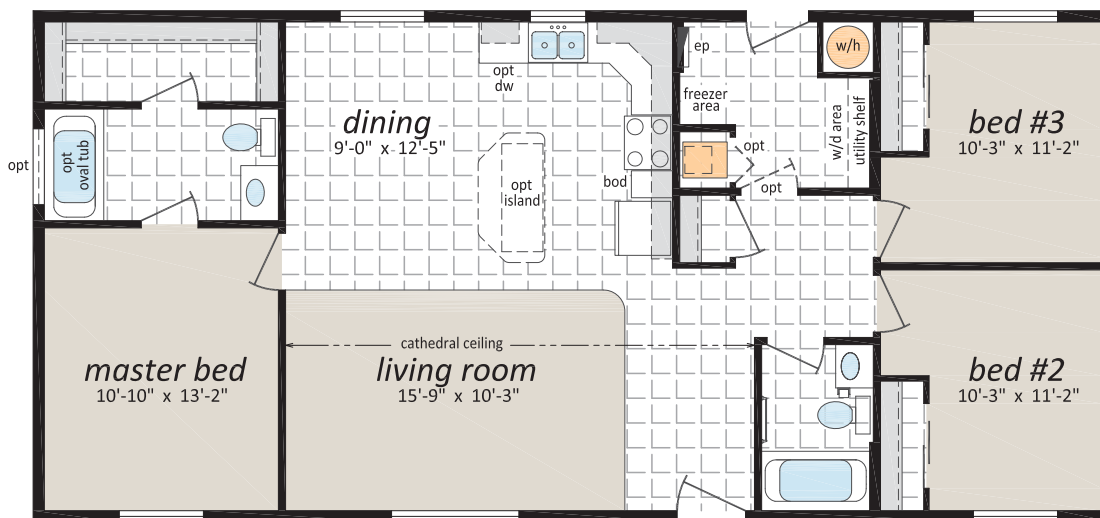 ep
w/h
opt
dw
freezer
area
dining
9'-0" x 12'-5"
w/d area
utility shelf
bed #3
10'-3" x 11'-2"
opt
opt
oval tub
opt
opt
bod
opt
island
cathedral ceiling
master bed
10'-10" x 13'-2"
living room
15'-9" x 10'-3"
bed #2
10'-3" x 11'-2"